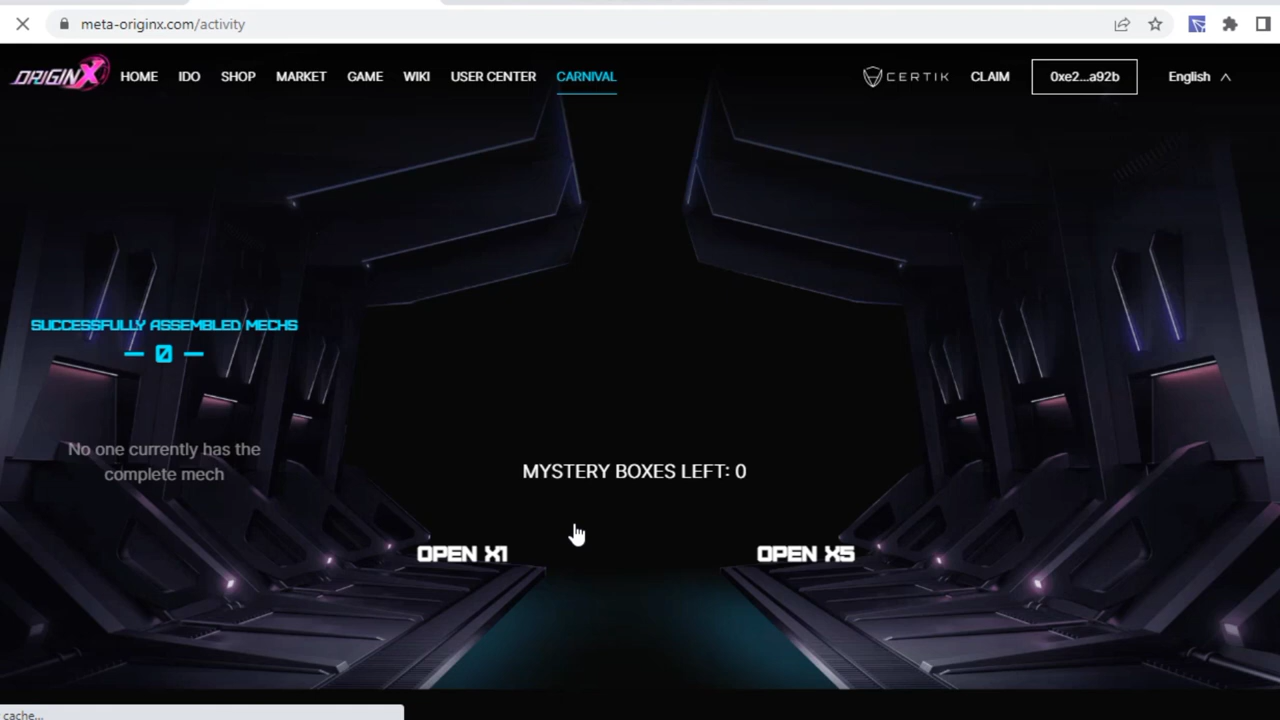 meta-originx.com/activity
ORIGINX
HOME
IDO
SHOP
MARKET
GAME
WIKI
USER CENTER
CARNIVAL
CERTIK
CLAIM
0xe2...a92b
English
SUCCESSFULLY ASSEMBLED MECHS
0
No one currently has the
complete mech
MYSTERY BOXES LEFT: 0
OPEN X1
OPEN X5
cache...